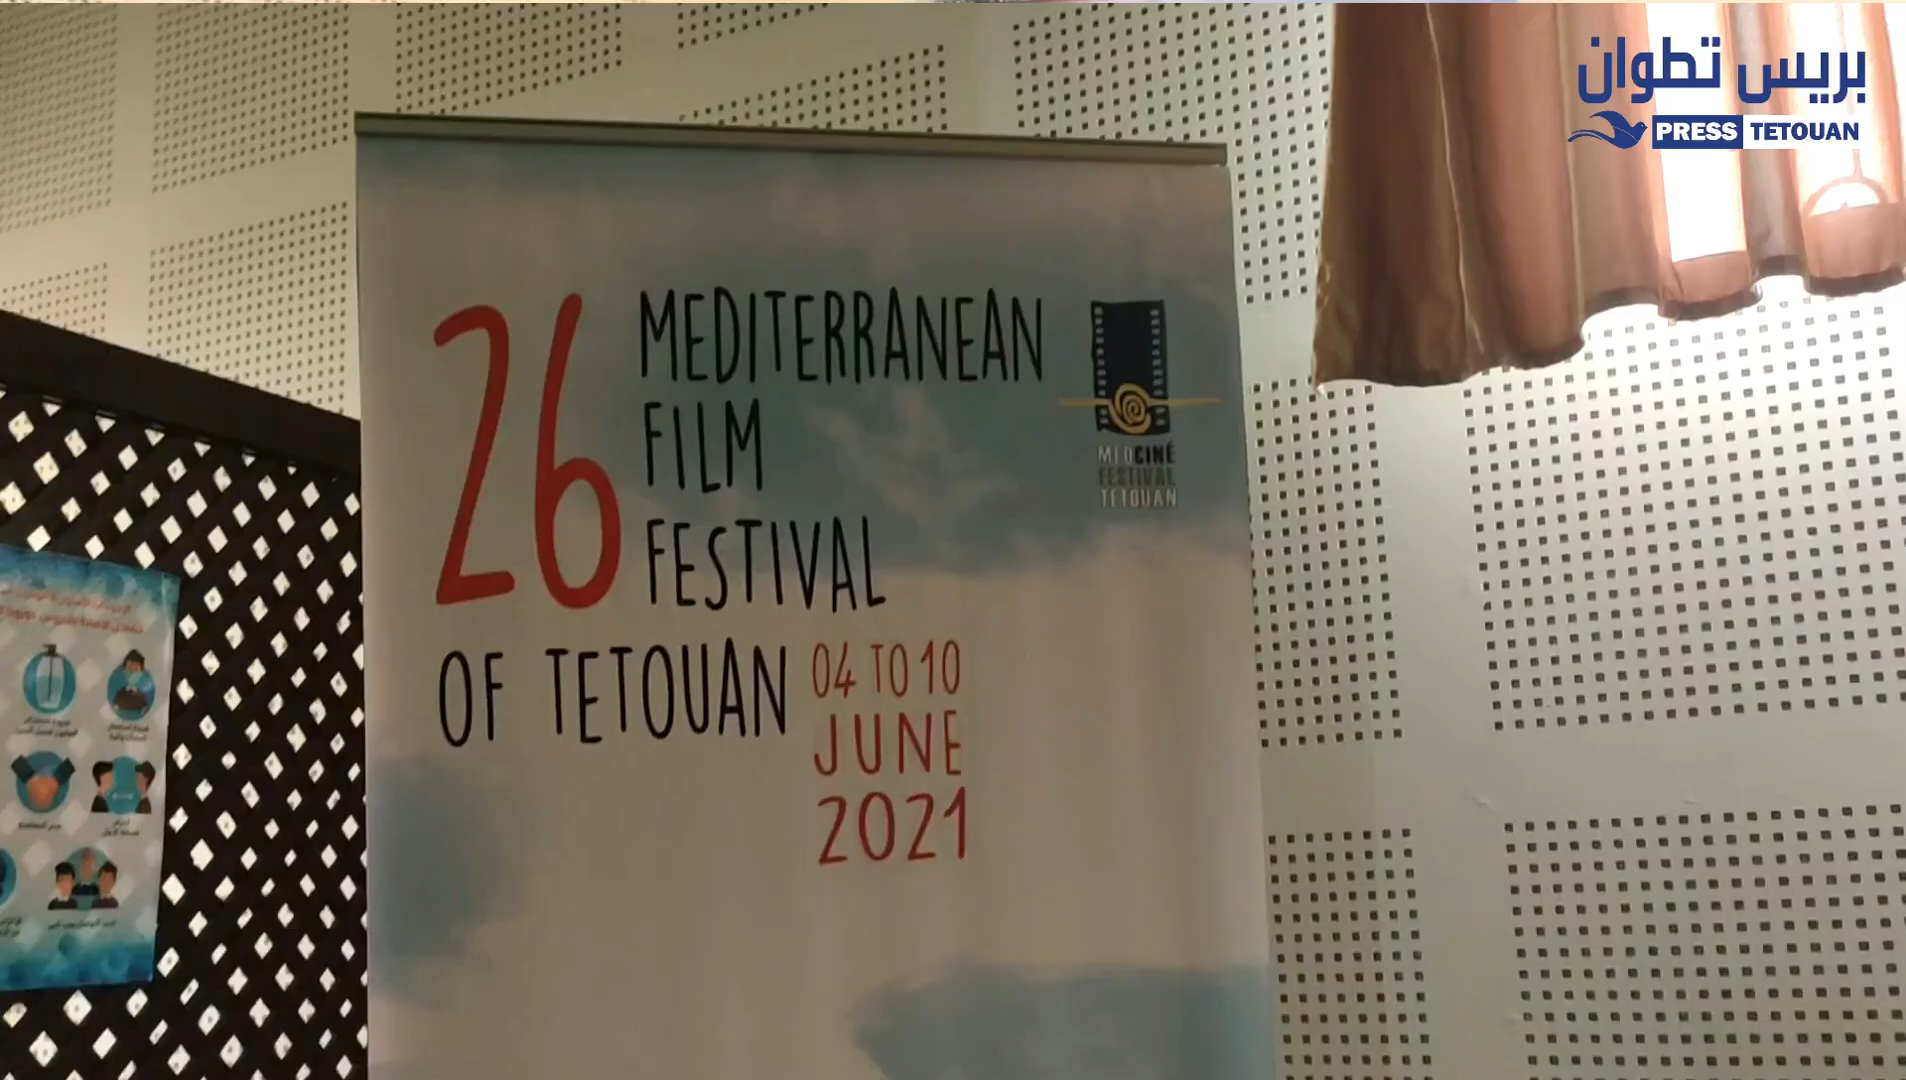 بريس تطوان
PRESS TETOUAN
26 MEDITERRANEAN
FILM
FESTIVAL
OF TETOUAN
04 TO 10
JUNE
2021
MEDCINÉ
FESTIVAL
TETOUAN